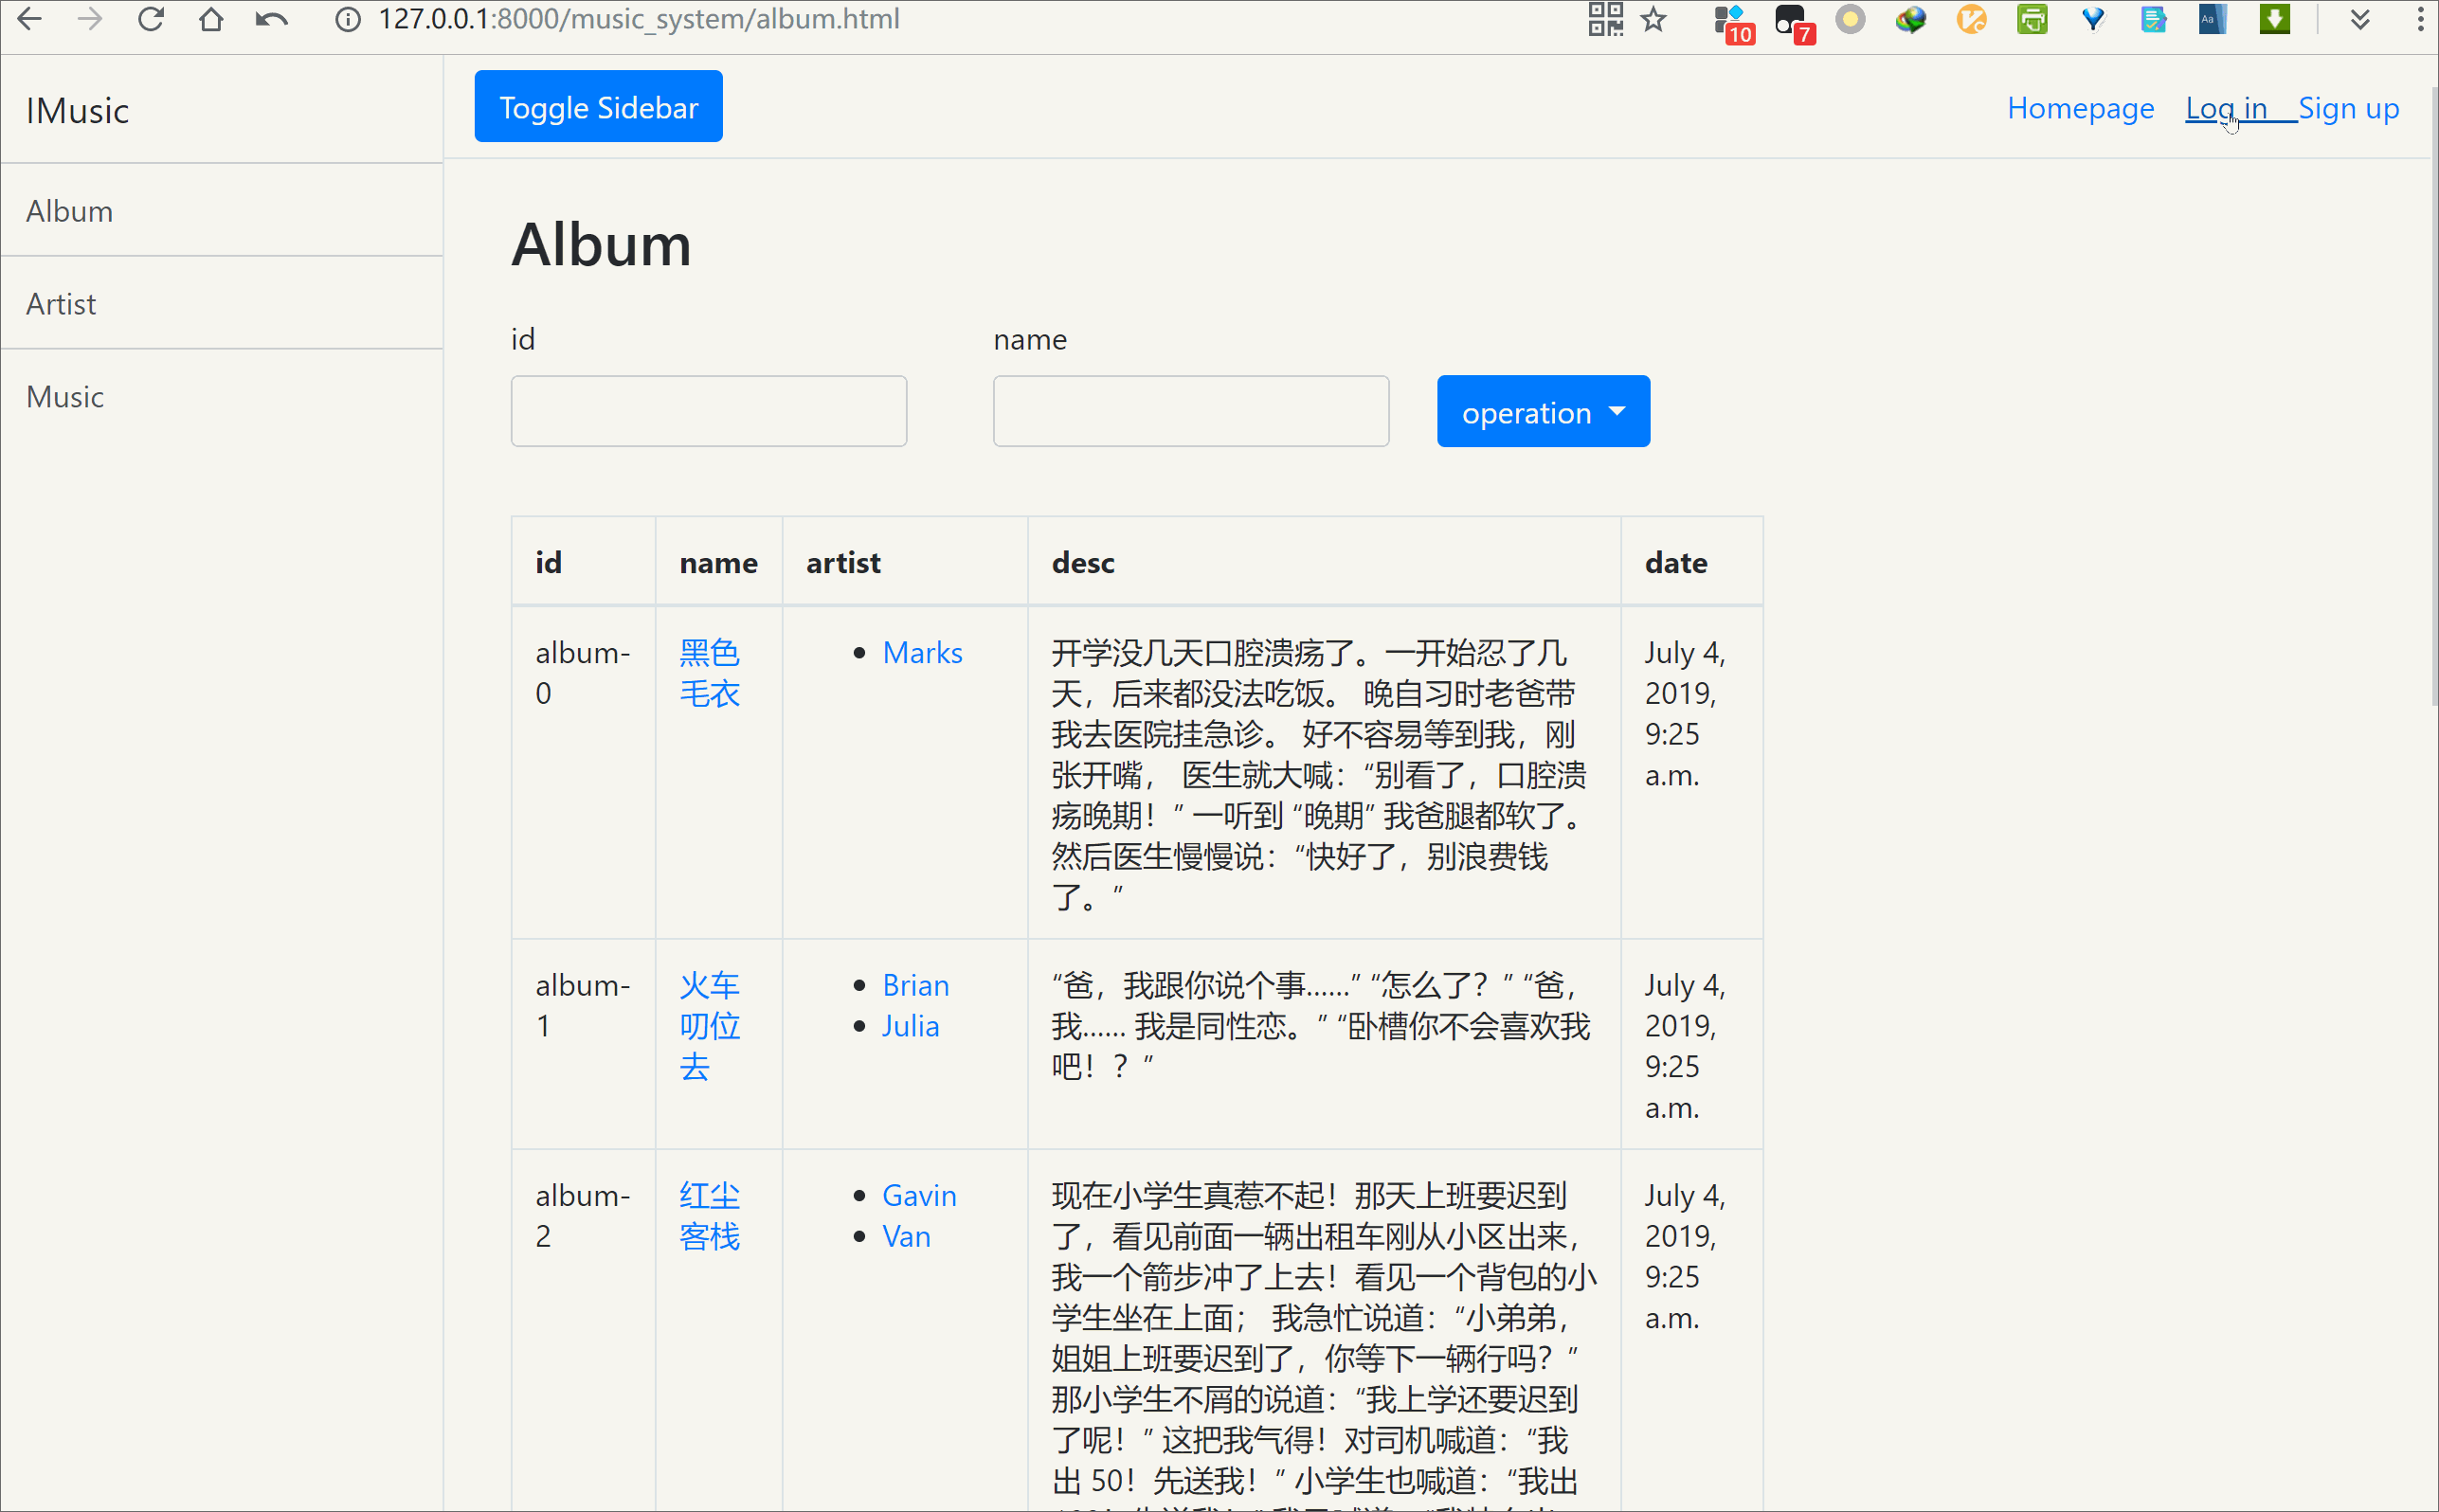 127.0.0.1:8000/music_system/album.html
10
7
Aa
IMusic
Toggle Sidebar
Homepage
Log in
Sign up
Album
Artist
Music
Album
id
name
operation
id
name
artist
desc
date
album-
0
黑色
毛衣
Marks
开学没几天口腔溃疡了。一开始忍了几
天，后来都没法吃饭。 晚自习时老爸带
我去医院挂急诊。 好不容易等到我，刚
张开嘴， 医生就大喊：“别看了，口腔溃
疡晚期！” 一听到 “晚期” 我爸腿都软了。
然后医生慢慢说：“快好了，别浪费钱
了。”
July 4,
2019,
9:25
a.m.
album-
1
火车
叨位
去
Brian
Julia
“爸，我跟你说个事......” “怎么了？” “爸，
我...... 我是同性恋。” “卧槽你不会喜欢我
吧！？”
July 4,
2019,
9:25
a.m.
album-
2
红尘
客栈
Gavin
Van
现在小学生真惹不起！那天上班要迟到
了，看见前面一辆出租车刚从小区出来，
我一个箭步冲了上去！看见一个背包的小
学生坐在上面； 我急忙说道：“小弟弟，
姐姐上班要迟到了，你等下一辆行吗？”
那小学生不屑的说道：“我上学还要迟到
了呢！” 这把我气得！对司机喊道：“我
出 50！先送我！” 小学生也喊道：“我出
July 4,
2019,
9:25
a.m.